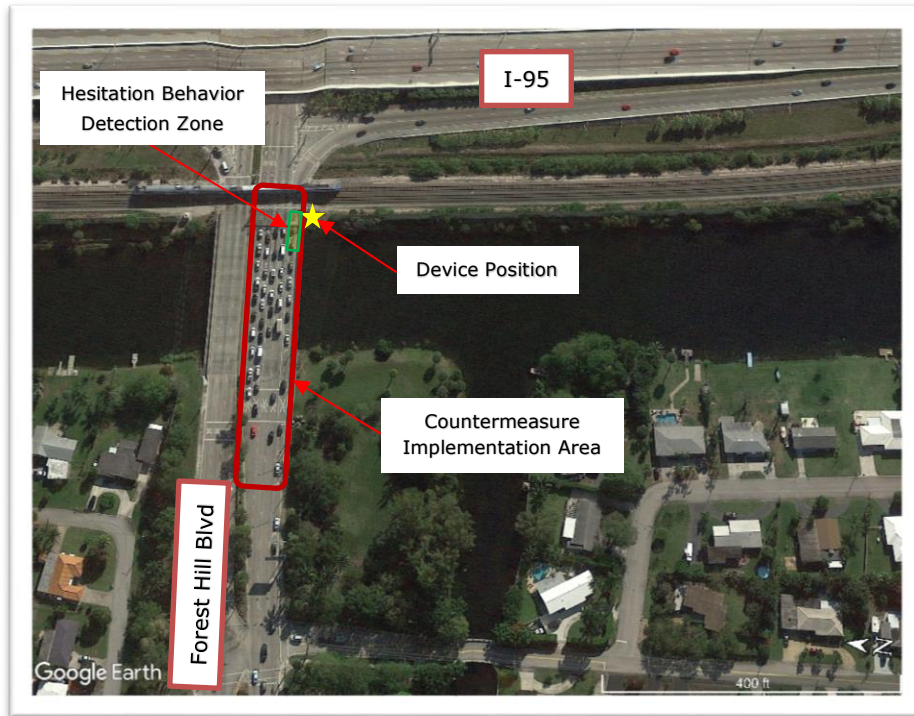 I-95
Hesitation Behavior
Detection Zone
Device Position
Countermeasure
Implementation Area
Forest Hill Blvd
Google Earth
N
400 ft